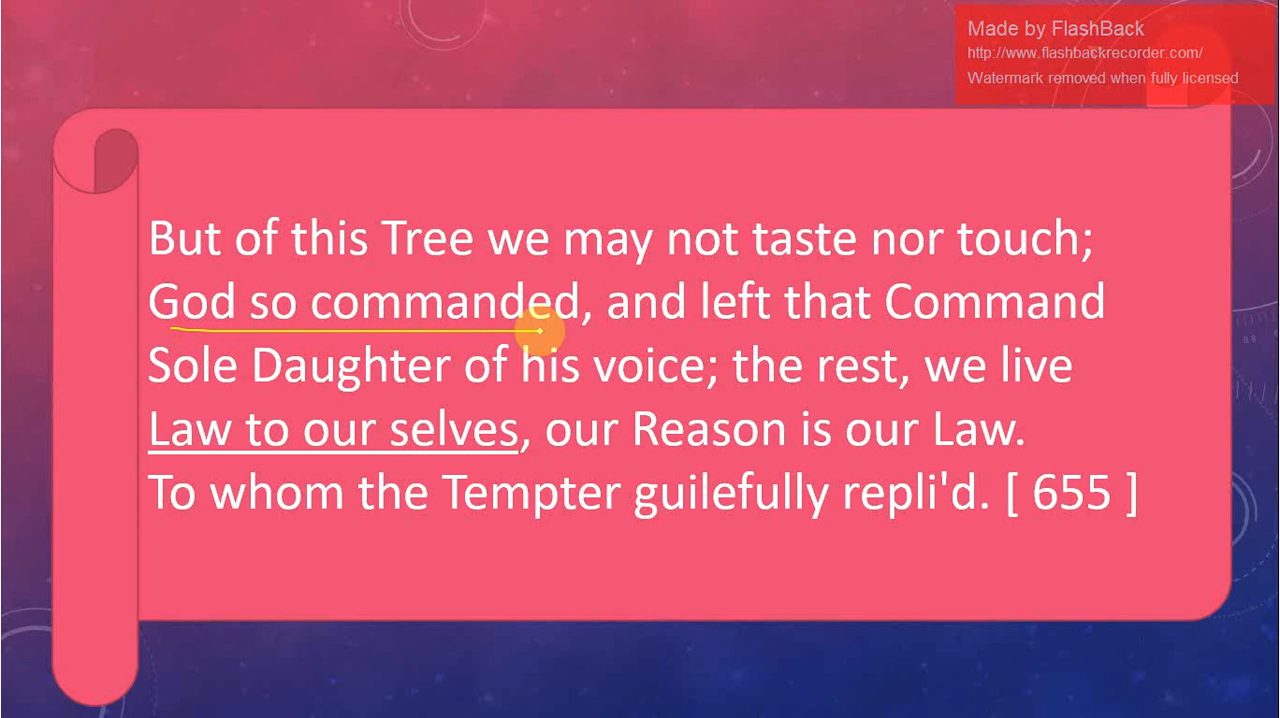 Made by FlashBack
http://www.flashbackrecorder.com/
Watermark removed when fully licensed
But of this Tree we may not taste nor touch;
God so commanded, and left that Command
Sole Daughter of his voice; the rest, we live
Law to our selves, our Reason is our Law.
To whom the Tempter guilefully repli'd. [ 655 ]